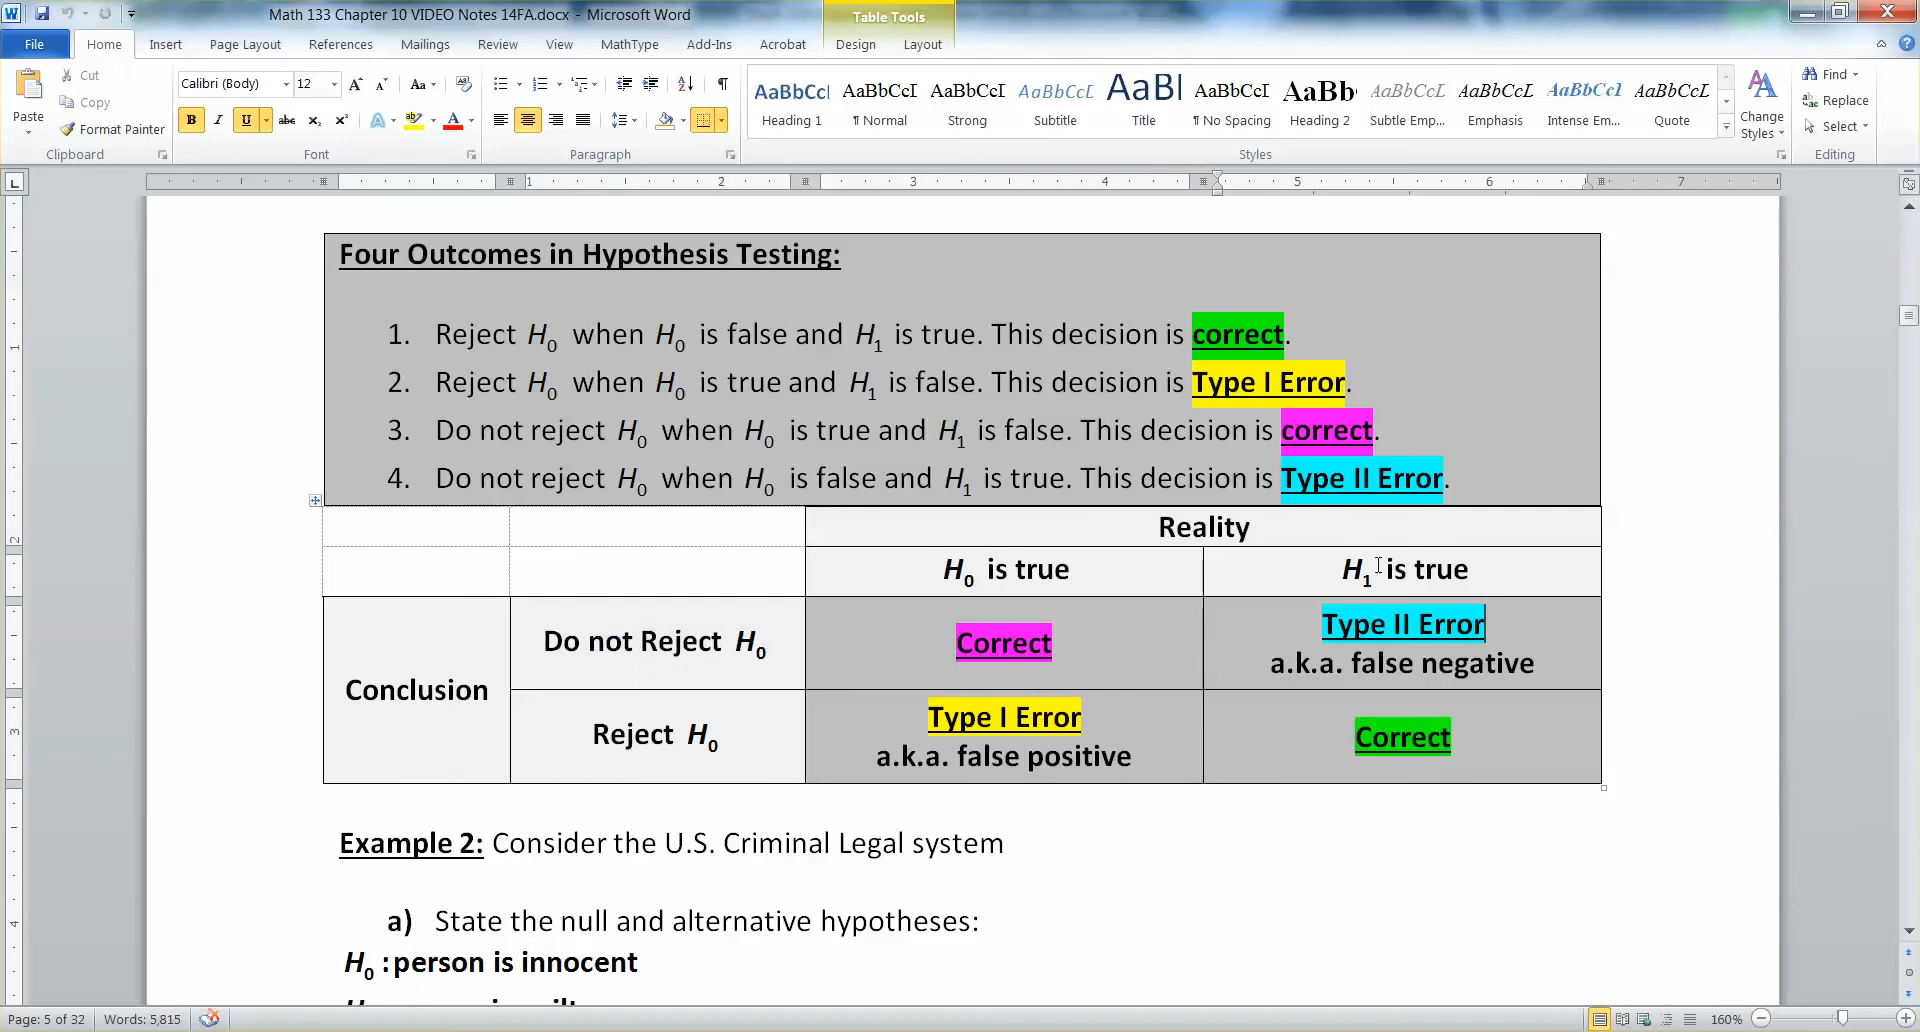 Math 133 Chapter 10 VIDEO Notes 14FA.docx - Microsoft Word
Table Tools
File Home Insert Page Layout References Mailings Review View MathType Add-Ins Acrobat Design Layout
Paste
Cut
Copy
Format Painter
Clipboard
Calibri (Body) 12
Font
Paragraph
AaBbCcI AaBbCcI AaBbCcI AaBbCcL AaBl AaBbCcI AaBb AaBbCcL AaBbCcL AaBbCcI AaBbCcL
Heading 1 ¶ Normal Strong Subtitle Title ¶ No Spacing Heading 2 Subtle Emp... Emphasis Intense Em... Quote
Styles
Change Styles
Find
Replace
Select
Editing
1 2 3 4 5 6 7
Four Outcomes in Hypothesis Testing:
1. Reject H0 when H0 is false and H1 is true. This decision is correct.
2. Reject H0 when H0 is true and H1 is false. This decision is Type I Error.
3. Do not reject H0 when H0 is true and H1 is false. This decision is correct.
4. Do not reject H0 when H0 is false and H1 is true. This decision is Type II Error.
Reality
H0 is true H1 is true
Conclusion
Do not Reject H0
Correct
Type II Error
a.k.a. false negative
Reject H0
Type I Error
a.k.a. false positive
Correct
Example 2: Consider the U.S. Criminal Legal system
a) State the null and alternative hypotheses:
H0 : person is innocent
Page: 5 of 32 Words: 5,815 160%